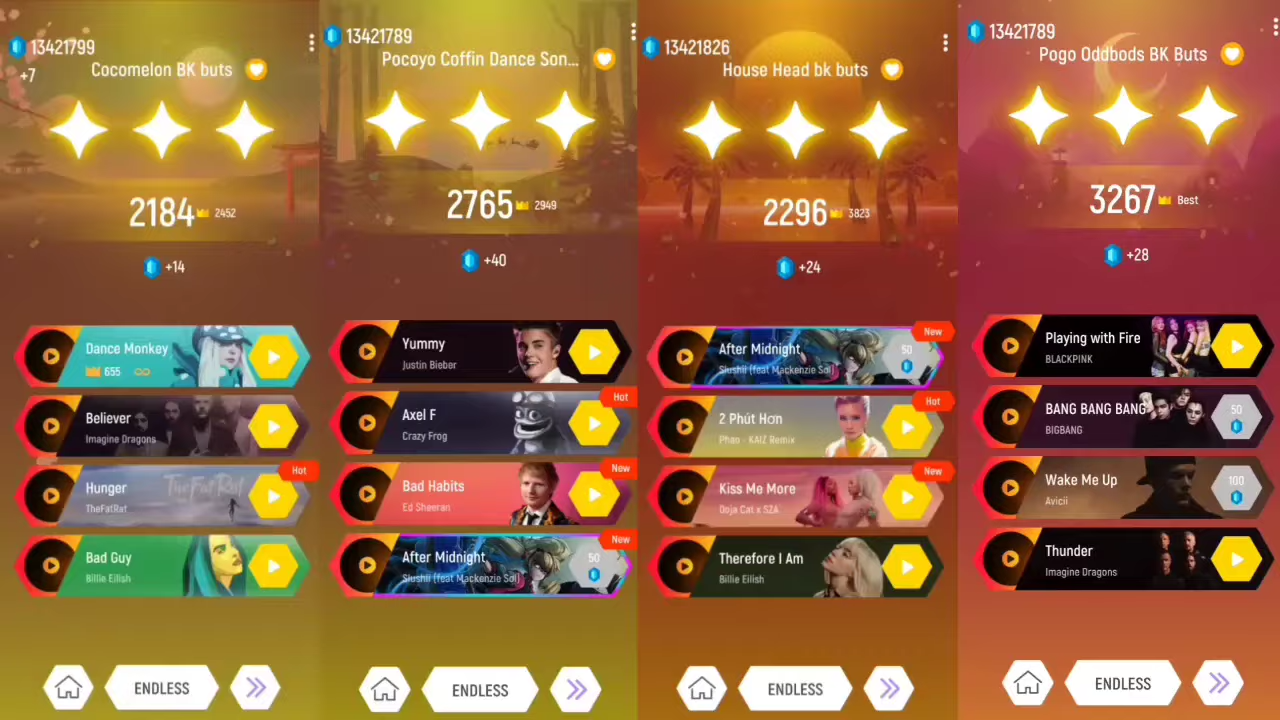 13421799
+7
Cocomelon BK buts
2184 2452
+14
Dance Monkey
655
Believer
Imagine Dragons
Hot
Hunger
TheFatRat
TheFatRat
Bad Guy
Billie Eilish
ENDLESS
13421789
Pocoyo Coffin Dance Son...
2765 2949
+40
Yummy
Justin Bieber
Hot
Axel F
Crazy Frog
New
Bad Habits
Ed Sheeran
New
After Midnight
50
Slushii (feat Mackenzie Sol)
ENDLESS
13421826
House Head bk buts
2296 3823
+24
New
After Midnight
50
Slushii (feat Mackenzie Sol)
Hot
2 Phút Hơn
Phao - KAIZ Remix
New
Kiss Me More
Doja Cat x SZA
Therefore I Am
Billie Eilish
ENDLESS
13421789
Pogo Oddbods BK Buts
3267 Best
+28
Playing with Fire
BLACKPINK
BANG BANG BANG
50
BIGBANG
Wake Me Up
100
Avicii
Thunder
Imagine Dragons
ENDLESS